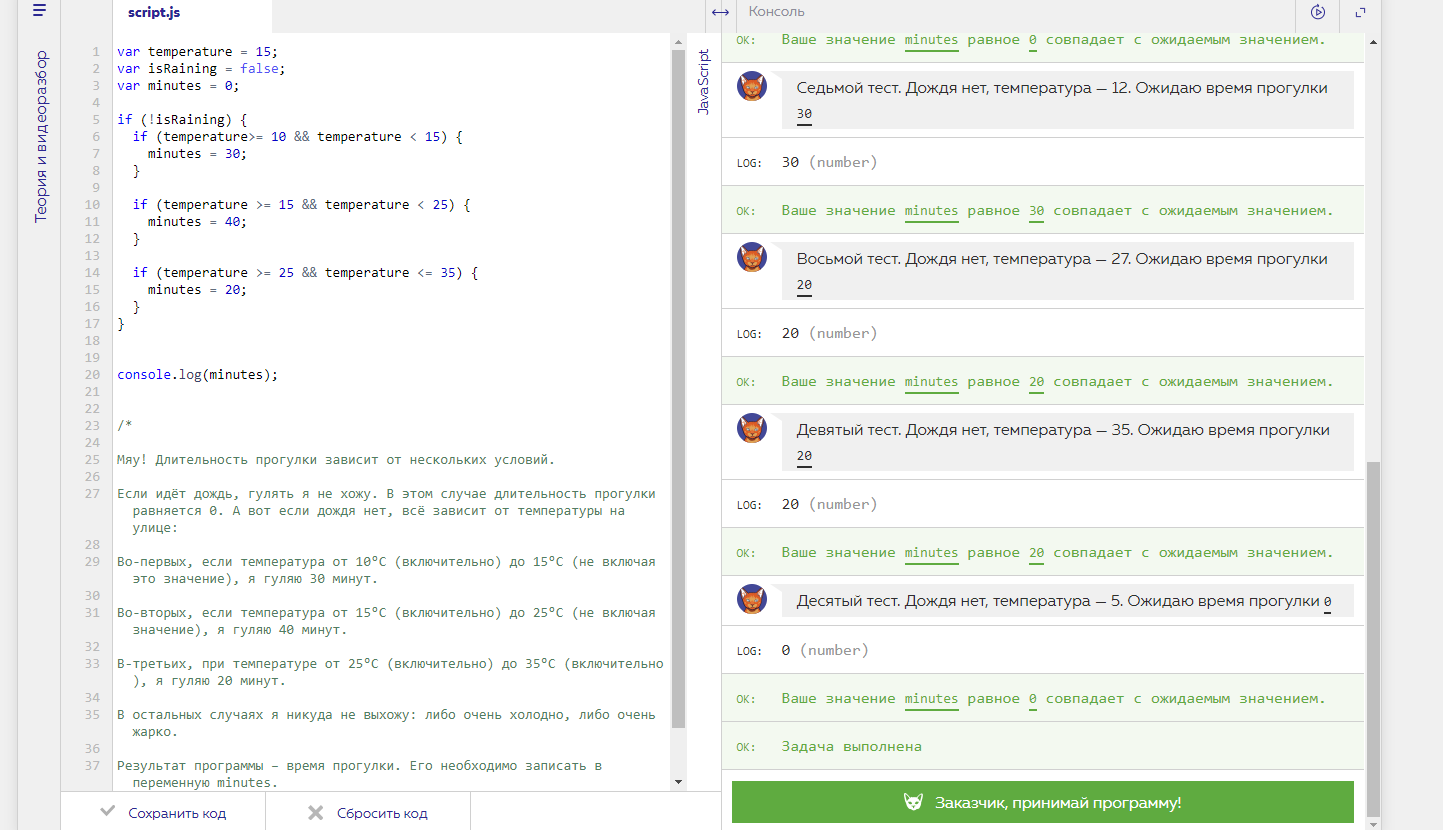 script.js
Теория и видеоразбор
1 var temperature = 15;
2 var isRaining = false;
3 var minutes = 0;
4
5 if (!isRaining) {
6 if (temperature>= 10 && temperature < 15) {
7 minutes = 30;
8 }
9
10 if (temperature >= 15 && temperature < 25) {
11 minutes = 40;
12 }
13
14 if (temperature >= 25 && temperature <= 35) {
15 minutes = 20;
16 }
17 }
18
19
20 console.log(minutes);
21
22
23 /*
24
25 Мяу! Длительность прогулки зависит от нескольких условий.
26
27 Если идёт дождь, гулять я не хожу. В этом случае длительность прогулки
равняется 0. А вот если дождя нет, всё зависит от температуры на
улице:
28
29 Во-первых, если температура от 10°C (включительно) до 15°C (не включая
это значение), я гуляю 30 минут.
30
31 Во-вторых, если температура от 15°C (включительно) до 25°C (не включая
значение), я гуляю 40 минут.
32
33 В-третьих, при температуре от 25°C (включительно) до 35°C (включительно
), я гуляю 20 минут.
34
35 В остальных случаях я никуда не выхожу: либо очень холодно, либо очень
жарко.
36
37 Результат программы – время прогулки. Его необходимо записать в
переменную minutes.
Сохранить код
Сбросить код
JavaScript
Консоль
OK: Ваше значение minutes равное 0 совпадает с ожидаемым значением.
Седьмой тест. Дождя нет, температура — 12. Ожидаю время прогулки
30
LOG: 30 (number)
OK: Ваше значение minutes равное 30 совпадает с ожидаемым значением.
Восьмой тест. Дождя нет, температура — 27. Ожидаю время прогулки
20
LOG: 20 (number)
OK: Ваше значение minutes равное 20 совпадает с ожидаемым значением.
Девятый тест. Дождя нет, температура — 35. Ожидаю время прогулки
20
LOG: 20 (number)
OK: Ваше значение minutes равное 20 совпадает с ожидаемым значением.
Десятый тест. Дождя нет, температура — 5. Ожидаю время прогулки 0
LOG: 0 (number)
OK: Ваше значение minutes равное 0 совпадает с ожидаемым значением.
OK: Задача выполнена
Заказчик, принимай программу!